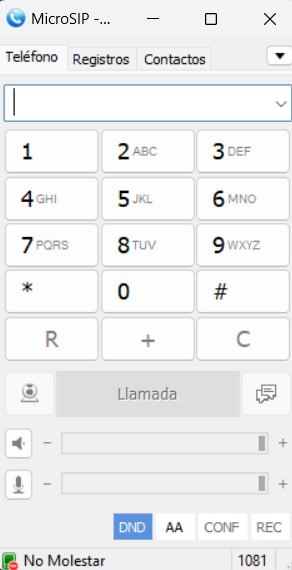 MicroSIP -...
Teléfono Registros Contactos
1 2 ABC 3 DEF
4 GHI 5 JKL 6 MNO
7 PQRS 8 TUV 9 WXYZ
* 0 #
R + C
Llamada
- +
- +
DND AA CONF REC
No Molestar 1081